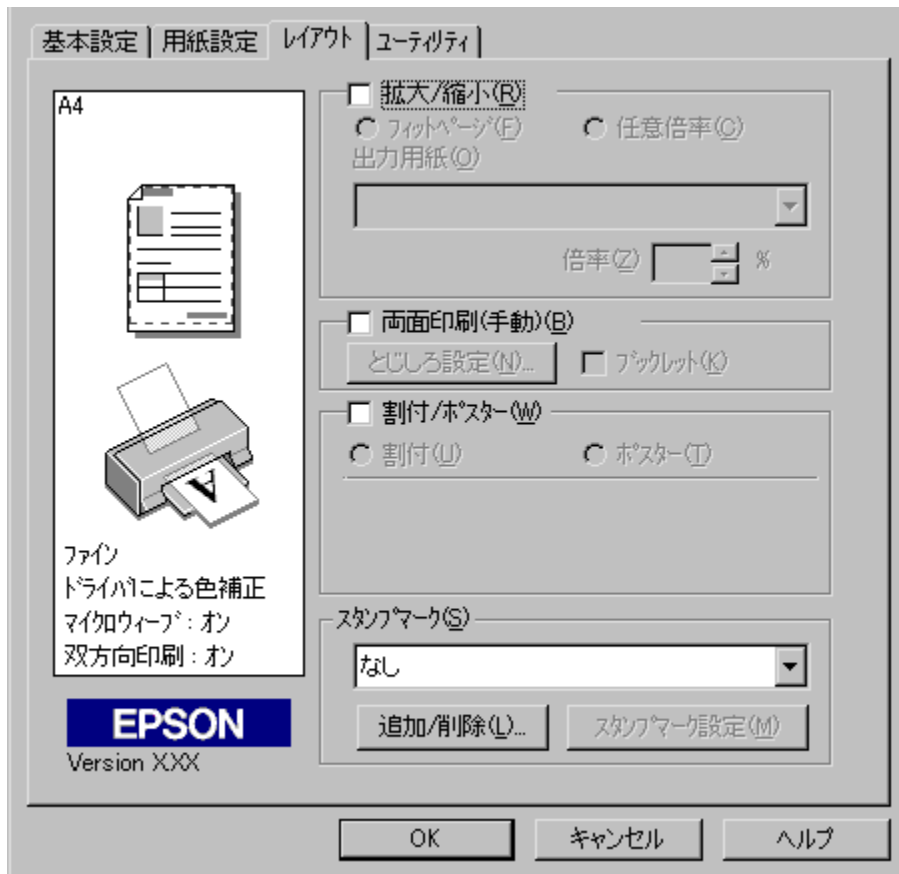 基本設定 用紙設定 レイアウト ユーティリティ
A4
ファイン
ドライバによる色補正
マイクロウィーブ：オン
双方向印刷：オン
EPSON
Version X.XX
拡大/縮小(R)
フィットページ(F) 任意倍率(C)
出力用紙(O)
倍率(Z) %
両面印刷(手動)(B)
とじしろ設定(N)... ブックレット(K)
割付/ポスター(W)
割付(U) ポスター(T)
スタンプマーク(S)
なし
追加/削除(L)... スタンプマーク設定(M)
OK キャンセル ヘルプ